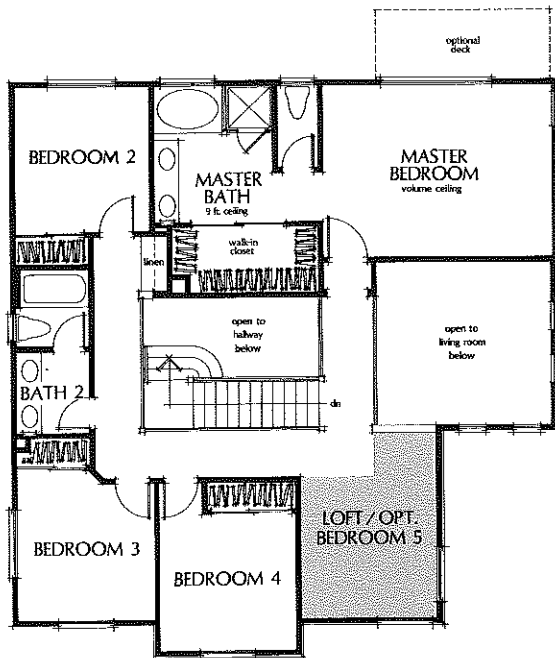 optional
deck
BEDROOM 2
MASTER
BATH
9 ft. ceiling
MASTER
BEDROOM
volume ceiling
linen
walk-in
closet
open to
hallway
below
open to
living room
below
BATH 2
dn
BEDROOM 3
BEDROOM 4
LOFT / OPT.
BEDROOM 5